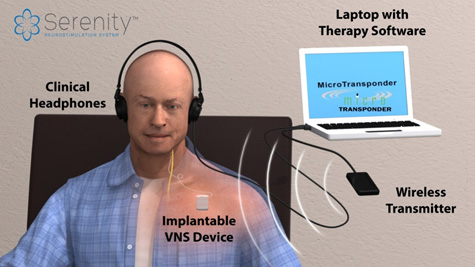 Serenity™
NEUROSTIMULATION SYSTEM
Laptop with
Therapy Software
Clinical
Headphones
MicroTransponder
TRANSPONDER
Wireless
Transmitter
Implantable
VNS Device